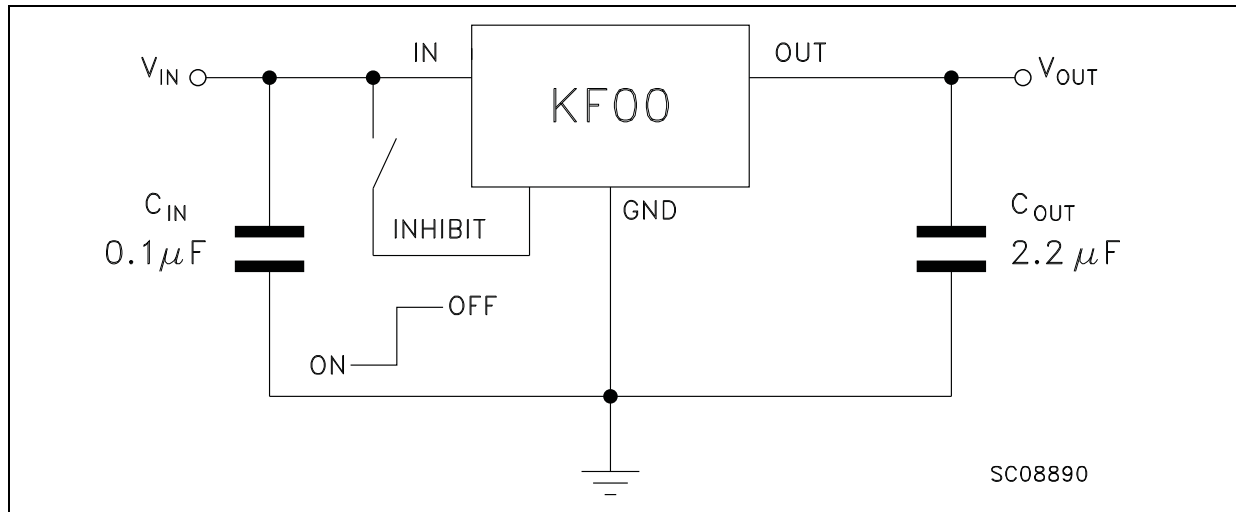 V_IN
IN
KF00
OUT
V_OUT
C_IN
0.1μF
INHIBIT
GND
C_OUT
2.2 μF
OFF
ON
SC08890